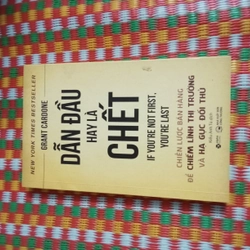 NEW YORK TIMES BESTSELLER
GRANT CARDONE
DẪN ĐẦU
HAY LÀ
CHẾT
IF YOU'RE NOT FIRST,
YOU'RE LAST
CHIẾN LƯỢC BÁN HÀNG
ĐỂ CHIẾM LĨNH THỊ TRƯỜNG
VÀ HẠ GỤC ĐỐI THỦ